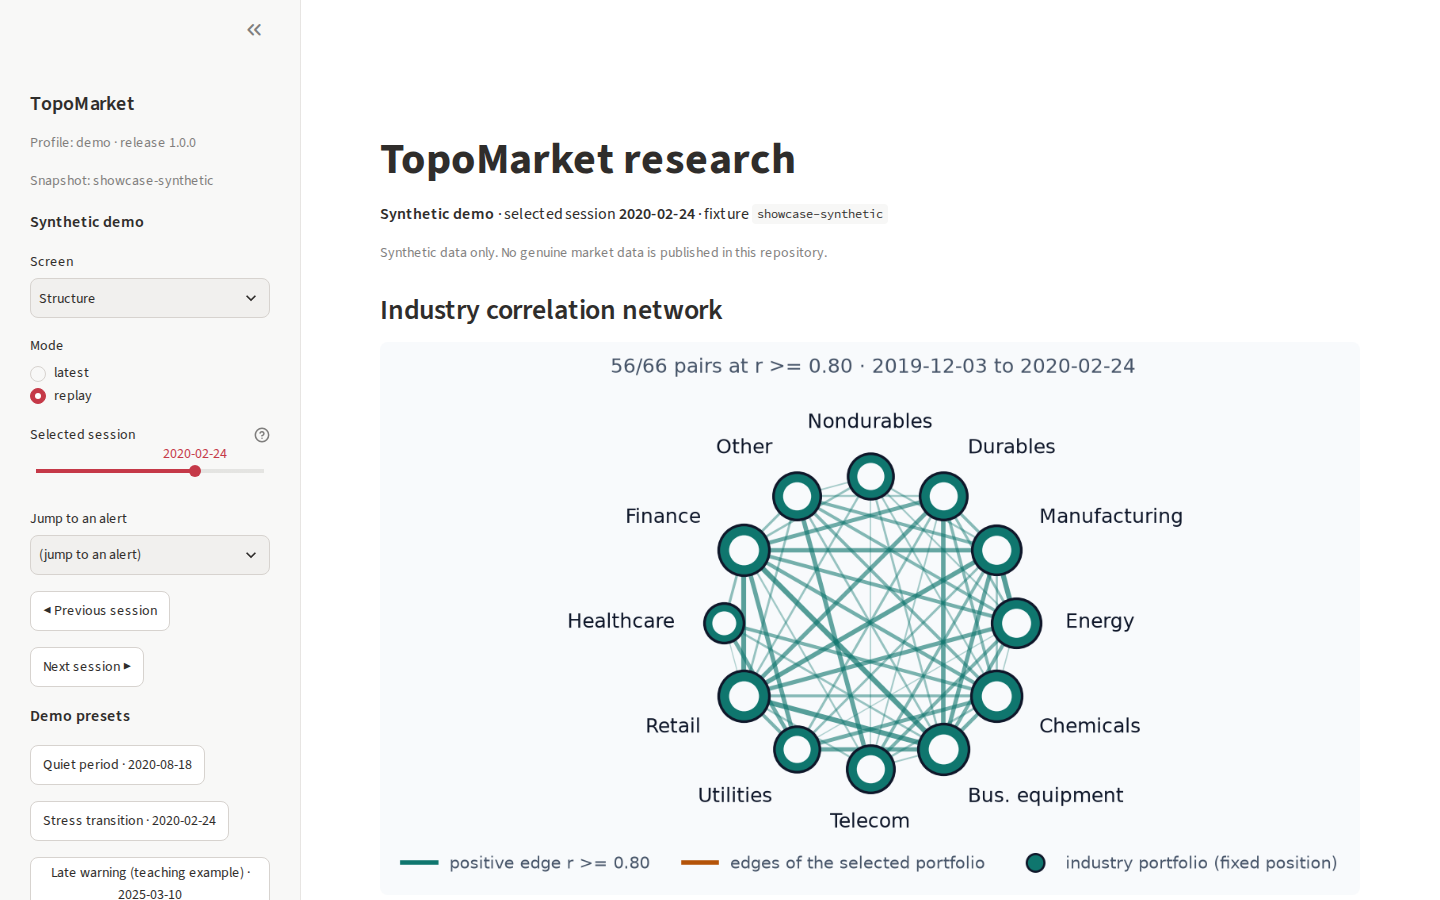 TopoMarket
Profile: demo · release 1.0.0
Snapshot: showcase-synthetic
Synthetic demo
Screen
Structure
Mode
latest
replay
Selected session
2020-02-24
Jump to an alert
(jump to an alert)
◂ Previous session
Next session ▸
Demo presets
Quiet period · 2020-08-18
Stress transition · 2020-02-24
Late warning (teaching example) ·
2025-03-10
TopoMarket research
Synthetic demo · selected session 2020-02-24 · fixture showcase-synthetic
Synthetic data only. No genuine market data is published in this repository.
Industry correlation network
56/66 pairs at r >= 0.80 · 2019-12-03 to 2020-02-24
Nondurables
Other
Durables
Finance
Manufacturing
Healthcare
Energy
Retail
Chemicals
Utilities
Bus. equipment
Telecom
positive edge r >= 0.80
edges of the selected portfolio
industry portfolio (fixed position)